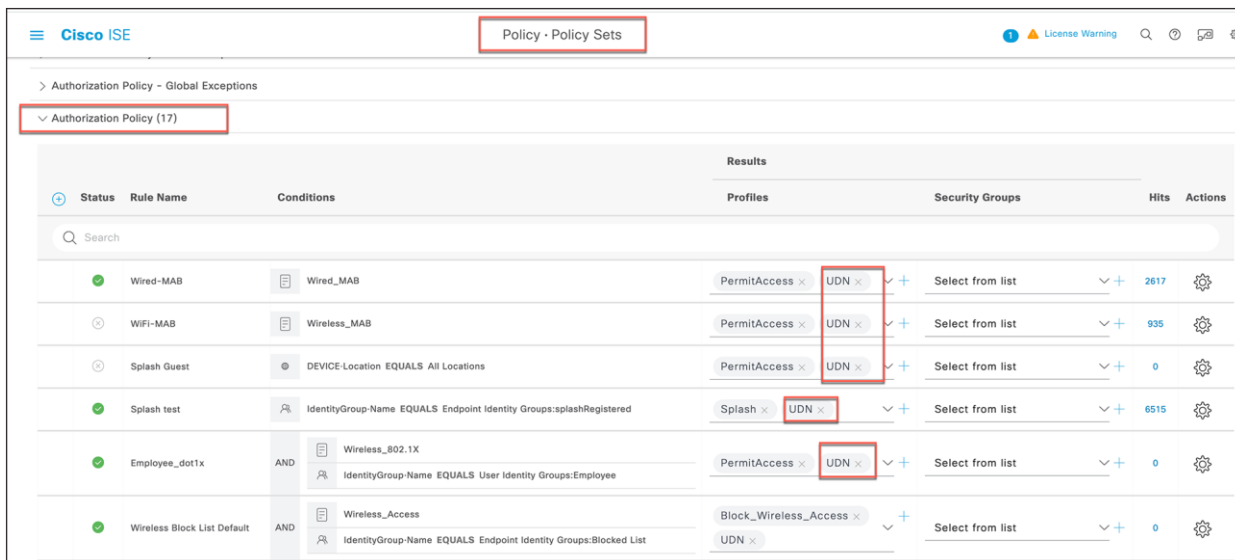 Cisco ISE
Policy · Policy Sets
1 License Warning
Authorization Policy - Global Exceptions
Authorization Policy (17)
Results
Status Rule Name Conditions Profiles Security Groups Hits Actions
Search
Wired-MAB Wired_MAB PermitAccess × UDN × Select from list 2617
WiFi-MAB Wireless_MAB PermitAccess × UDN × Select from list 935
Splash Guest DEVICE-Location EQUALS All Locations PermitAccess × UDN × Select from list 0
Splash test IdentityGroup-Name EQUALS Endpoint Identity Groups:splashRegistered Splash × UDN × Select from list 6515
Wireless_802.1X
Employee_dot1x AND PermitAccess × UDN × Select from list 0
IdentityGroup-Name EQUALS User Identity Groups:Employee
Wireless_Access Block_Wireless_Access ×
Wireless Block List Default AND Select from list 0
IdentityGroup-Name EQUALS Endpoint Identity Groups:Blocked List UDN ×